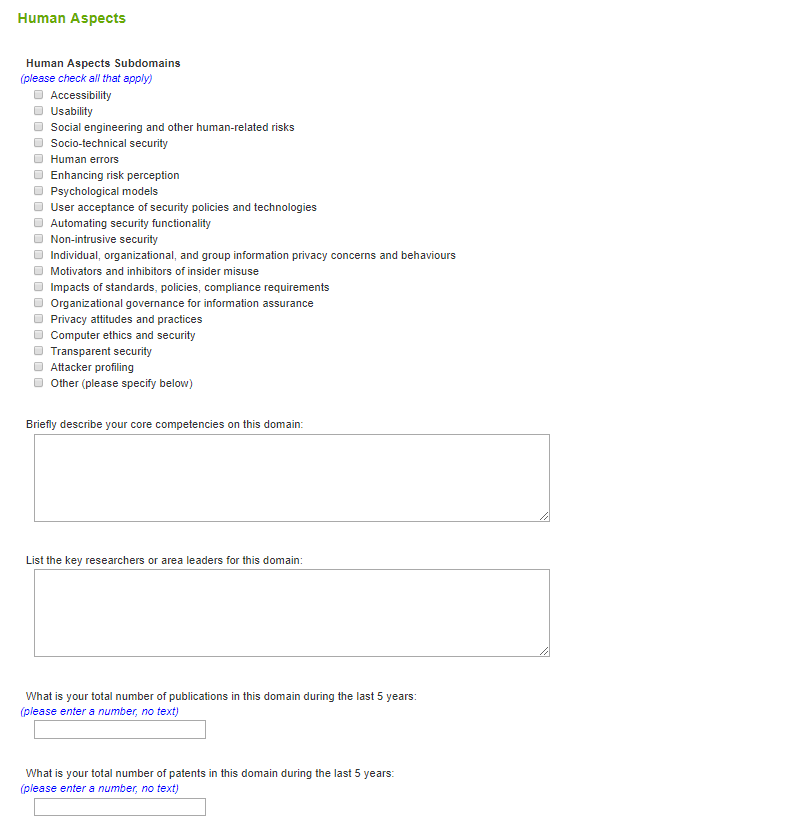 Human Aspects
Human Aspects Subdomains
(please check all that apply)
Accessibility
Usability
Social engineering and other human-related risks
Socio-technical security
Human errors
Enhancing risk perception
Psychological models
User acceptance of security policies and technologies
Automating security functionality
Non-intrusive security
Individual, organizational, and group information privacy concerns and behaviours
Motivators and inhibitors of insider misuse
Impacts of standards, policies, compliance requirements
Organizational governance for information assurance
Privacy attitudes and practices
Computer ethics and security
Transparent security
Attacker profiling
Other (please specify below)
Briefly describe your core competencies on this domain:
List the key researchers or area leaders for this domain:
What is your total number of publications in this domain during the last 5 years:
(please enter a number, no text)
What is your total number of patents in this domain during the last 5 years:
(please enter a number, no text)